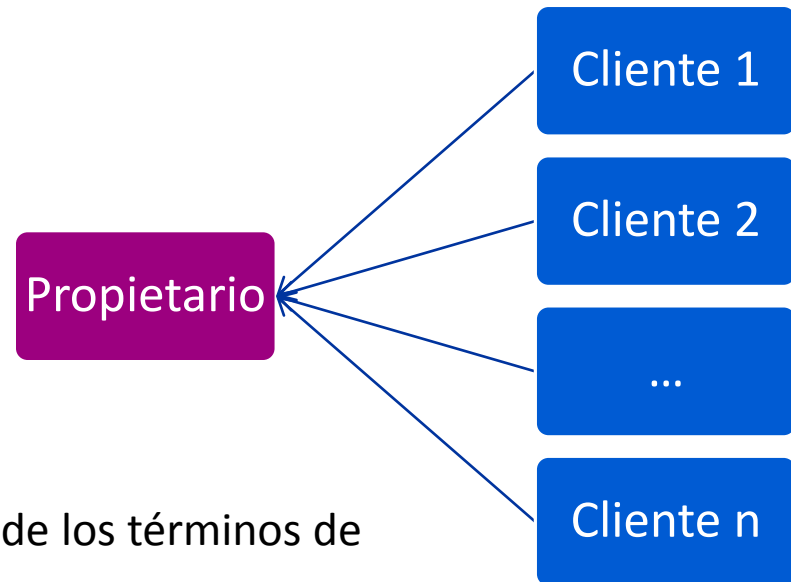 Cliente 1
Cliente 2
Propietario
...
Cliente n
de los términos de